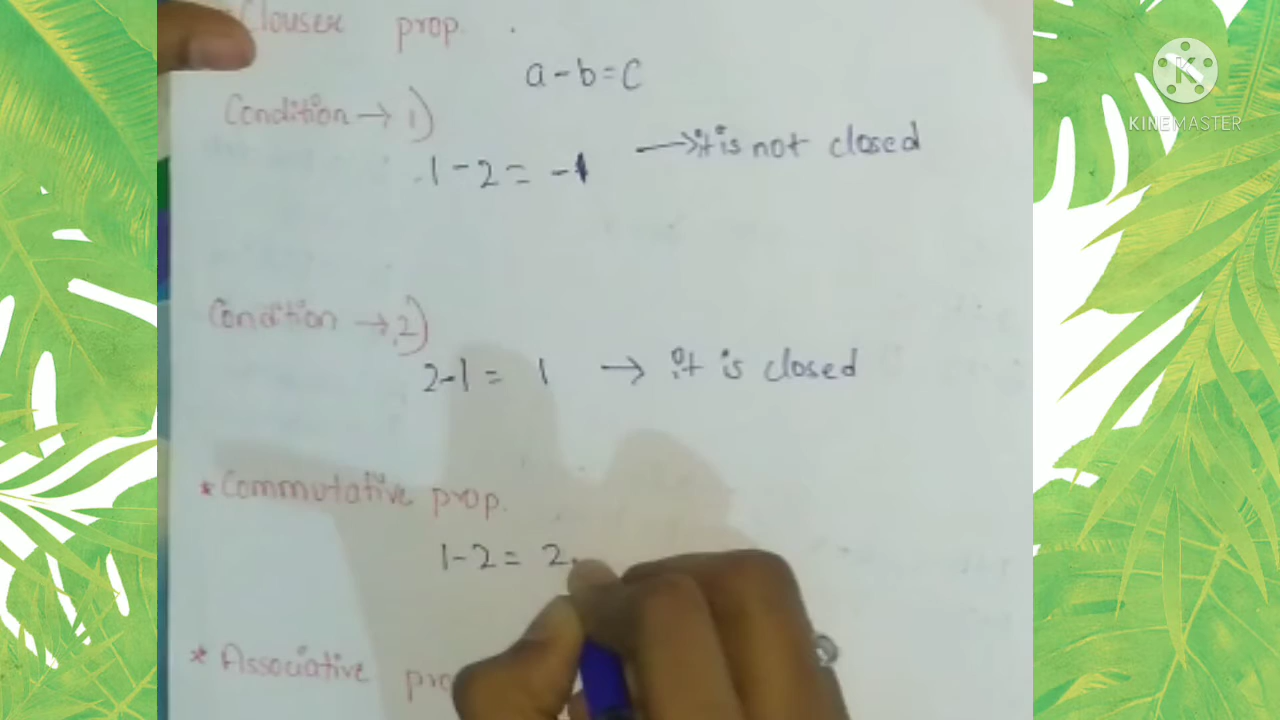 Clouser prop.
a-b=c
Condition → 1)
1-2 = -1 → it is not closed
Condition → 2)
2-1 = 1 → it is closed
* Commutative prop.
1-2 = 2
* Associative pro
K
KINEMASTER